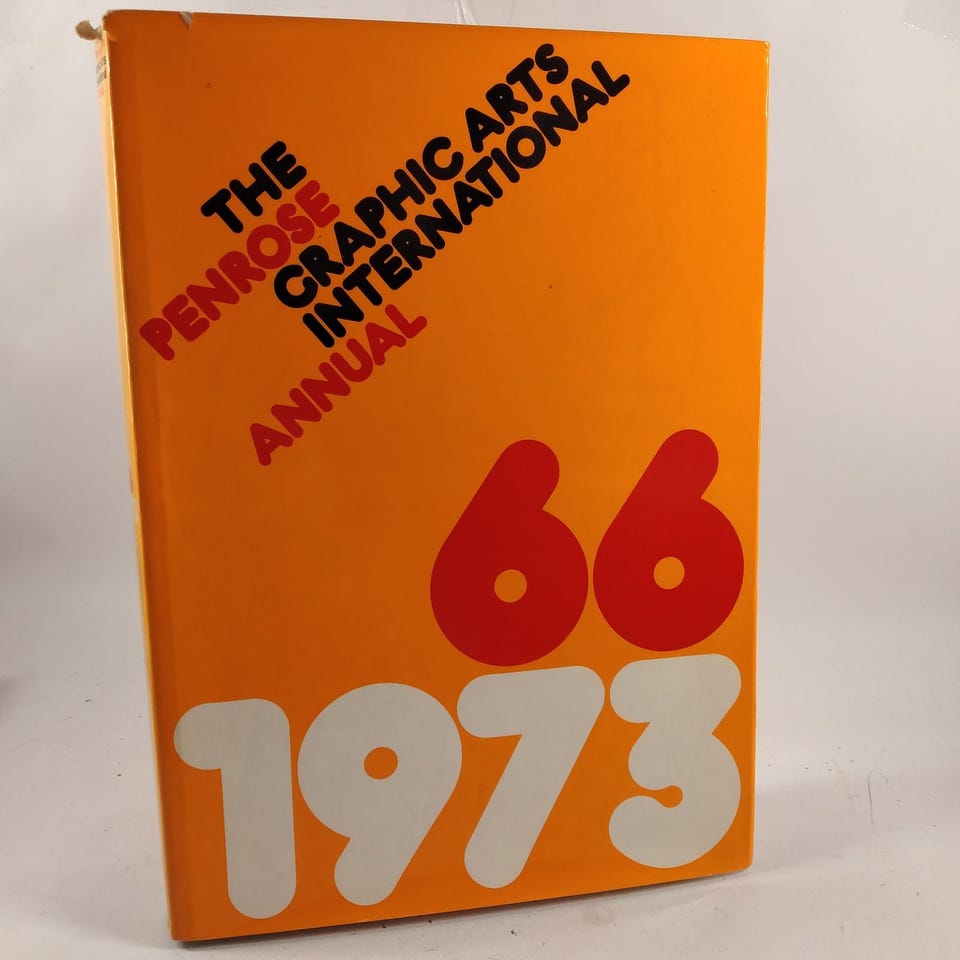 THE
PENROSE
GRAPHIC ARTS
INTERNATIONAL
ANNUAL
66
1973